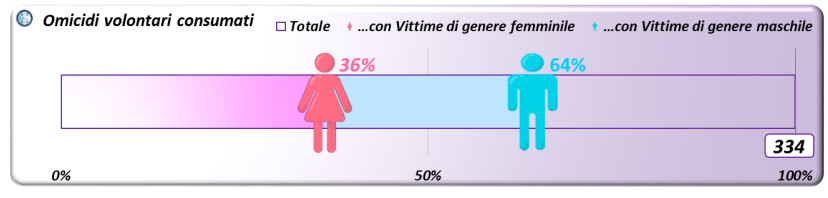 Omicidi volontari consumati
Totale …con Vittime di genere femminile …con Vittime di genere maschile
36% 64%
334
0% 50% 100%